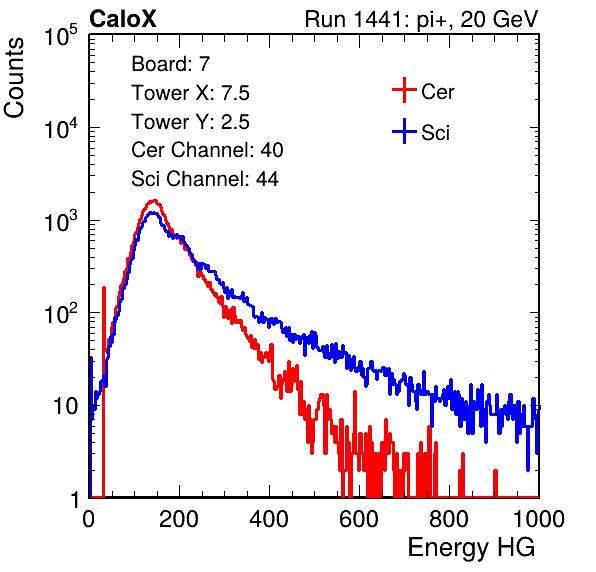 CaloX Run 1441: pi+, 20 GeV
Counts
10^5
10^4
10^3
10^2
10
1
Board: 7
Tower X: 7.5
Tower Y: 2.5
Cer Channel: 40
Sci Channel: 44
Cer
Sci
0 200 400 600 800 1000
Energy HG